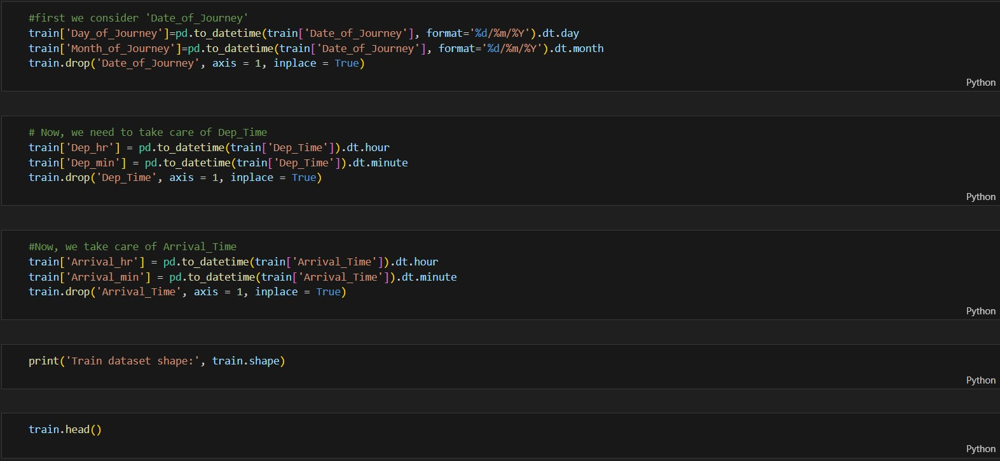 #first we consider 'Date_of_Journey'
train['Day_of_Journey']=pd.to_datetime(train['Date_of_Journey'], format='%d/%m/%Y').dt.day
train['Month_of_Journey']=pd.to_datetime(train['Date_of_Journey'], format='%d/%m/%Y').dt.month
train.drop('Date_of_Journey', axis = 1, inplace = True)
Python
# Now, we need to take care of Dep_Time
train['Dep_hr'] = pd.to_datetime(train['Dep_Time']).dt.hour
train['Dep_min'] = pd.to_datetime(train['Dep_Time']).dt.minute
train.drop('Dep_Time', axis = 1, inplace = True)
Python
#Now, we take care of Arrival_Time
train['Arrival_hr'] = pd.to_datetime(train['Arrival_Time']).dt.hour
train['Arrival_min'] = pd.to_datetime(train['Arrival_Time']).dt.minute
train.drop('Arrival_Time', axis = 1, inplace = True)
Python
print('Train dataset shape:', train.shape)
Python
train.head()
Python